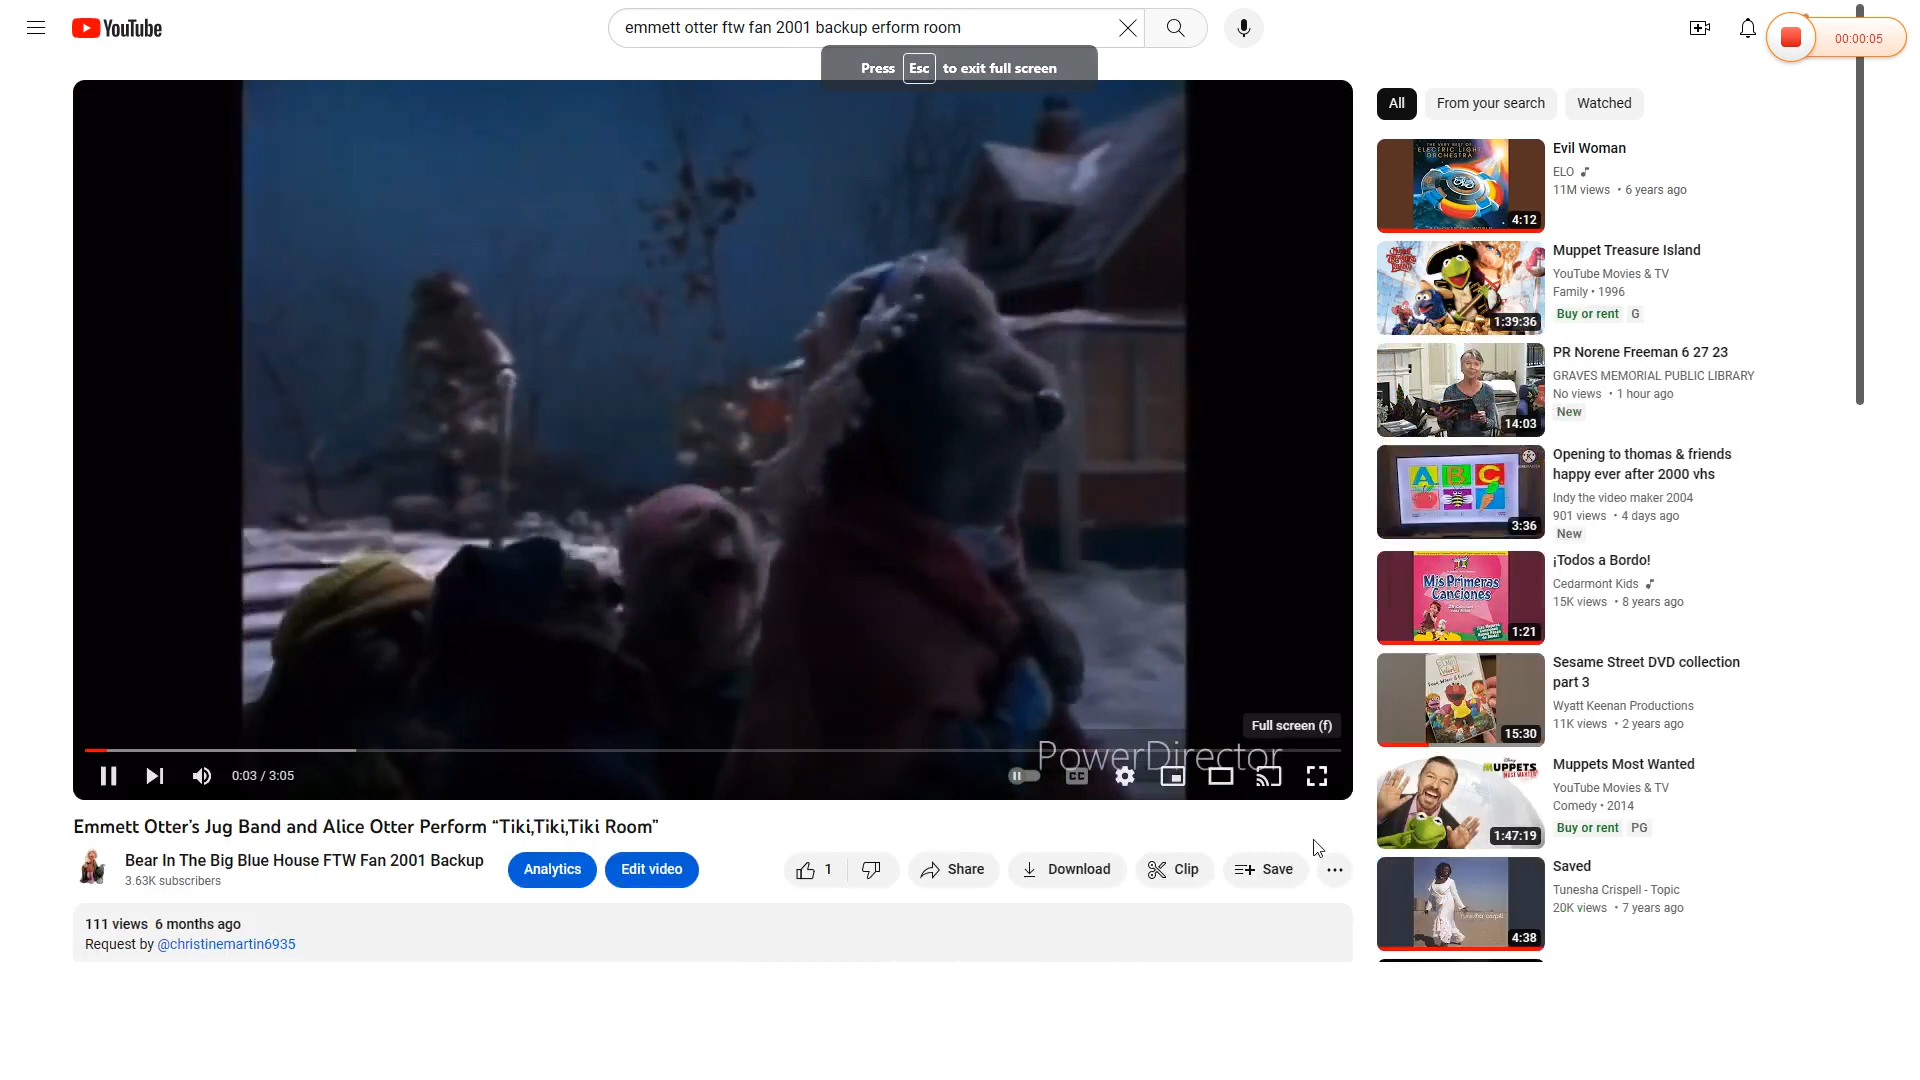 YouTube
emmett otter ftw fan 2001 backup erform room
00:00:05
Press Esc to exit full screen
All
From your search
Watched
ELECTRIC LIGHT
ORCHESTRA
4:12
Evil Woman
ELO
11M views • 6 years ago
1:39:36
Muppet Treasure Island
YouTube Movies & TV
Family • 1996
Buy or rent G
14:03
PR Norene Freeman 6 27 23
GRAVES MEMORIAL PUBLIC LIBRARY
No views • 1 hour ago
New
A B C
3:36
Opening to thomas & friends
happy ever after 2000 vhs
Indy the video maker 2004
901 views • 4 days ago
New
Mis Primeras
Canciones
1:21
¡Todos a Bordo!
Cedarmont Kids
15K views • 8 years ago
15:30
Sesame Street DVD collection
part 3
Wyatt Keenan Productions
11K views • 2 years ago
MUPPETS
MOST WANTED
1:47:19
Muppets Most Wanted
YouTube Movies & TV
Comedy • 2014
Buy or rent PG
4:38
Saved
Tunesha Crispell - Topic
20K views • 7 years ago
Full screen (f)
PowerDirector
0:03 / 3:05
CC
Emmett Otter’s Jug Band and Alice Otter Perform “Tiki,Tiki,Tiki Room”
Bear In The Big Blue House FTW Fan 2001 Backup
3.63K subscribers
Analytics
Edit video
1
Share
Download
Clip
Save
111 views 6 months ago
Request by @christinemartin6935